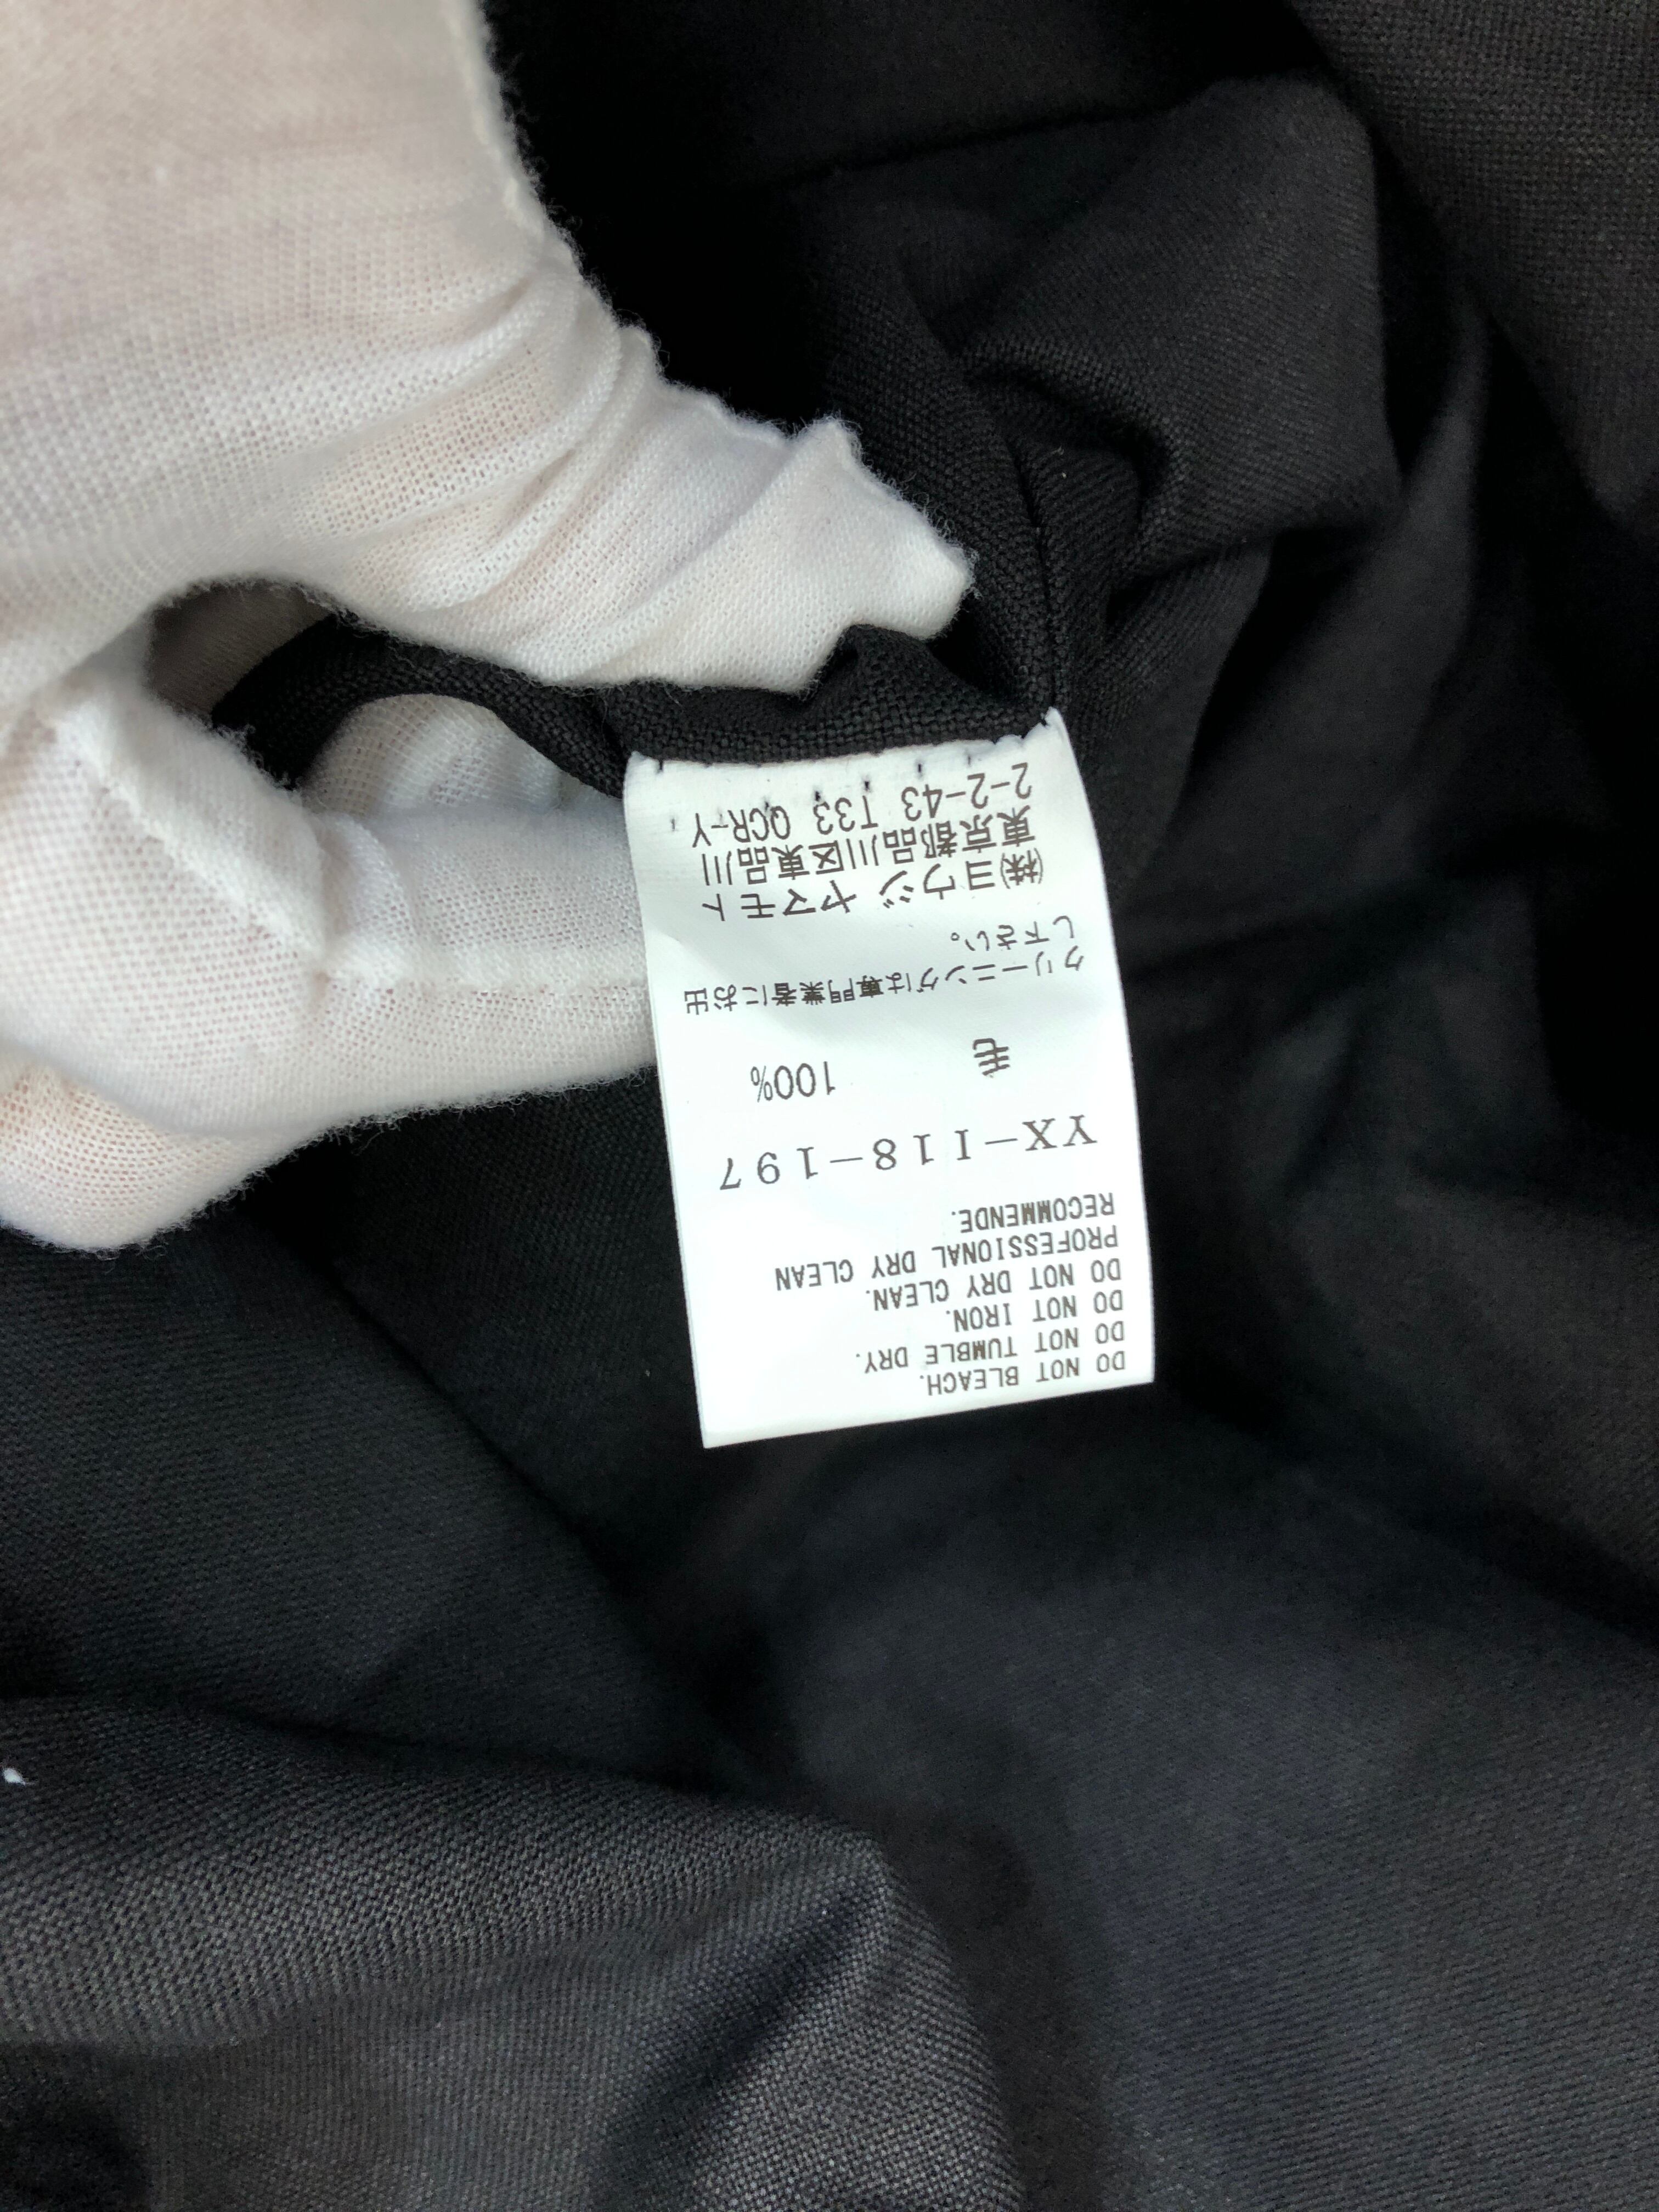 DO NOT BLEACH.
DO NOT TUMBLE DRY.
DO NOT IRON.
DO NOT DRY CLEAN.
PROFESSIONAL DRY CLEAN
RECOMMENDE.
YX-I18-197
毛 100%
クリーニングは専門業者にお出
し下さい。
(株)ヨウジ ヤマモト
東京都品川区東品川
2-2-43 T33 QCR-Y